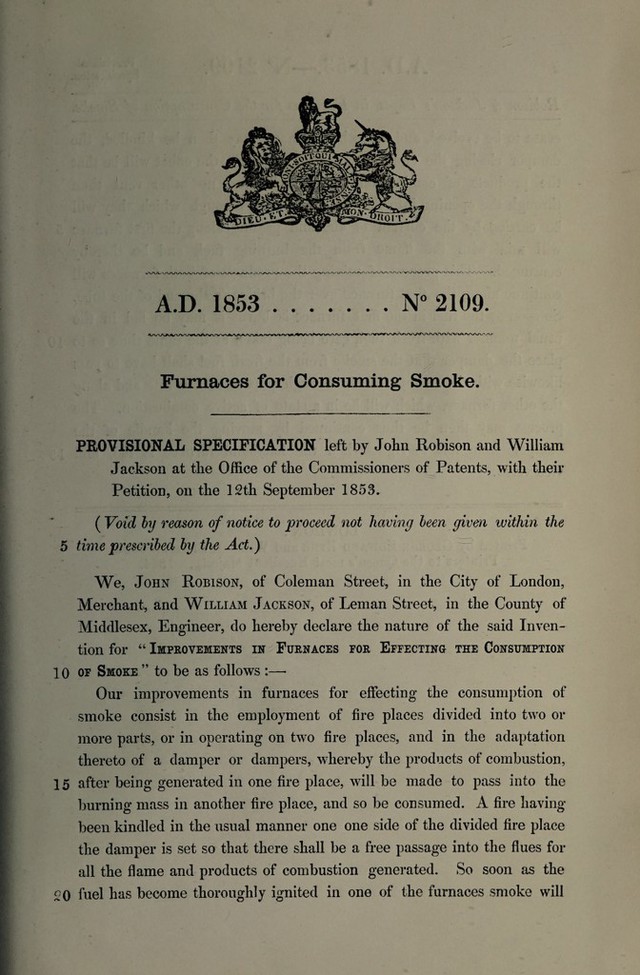 HONI SOIT QUI MAL
DIEU ET MON DROIT
A.D. 1853 . . . . . . . . N° 2109.
Furnaces for Consuming Smoke.
PROVISIONAL SPECIFICATION left by John Robison and William
Jackson at the Office of the Commissioners of Patents, with their
Petition, on the 12th September 1853.
(Void by reason of notice to proceed not having been given within the
5 time prescribed by the Act.)
We, JOHN ROBISON, of Coleman Street, in the City of London,
Merchant, and WILLIAM JACKSON, of Leman Street, in the County of
Middlesex, Engineer, do hereby declare the nature of the said Inven-
tion for "IMPROVEMENTS IN FURNACES FOR EFFECTING THE CONSUMPTION
10 OF SMOKE" to be as follows :—
Our improvements in furnaces for effecting the consumption of
smoke consist in the employment of fire places divided into two or
more parts, or in operating on two fire places, and in the adaptation
thereto of a damper or dampers, whereby the products of combustion,
15 after being generated in one fire place, will be made to pass into the
burning mass in another fire place, and so be consumed. A fire having
been kindled in the usual manner one one side of the divided fire place
the damper is set so that there shall be a free passage into the flues for
all the flame and products of combustion generated. So soon as the
20 fuel has become thoroughly ignited in one of the furnaces smoke will